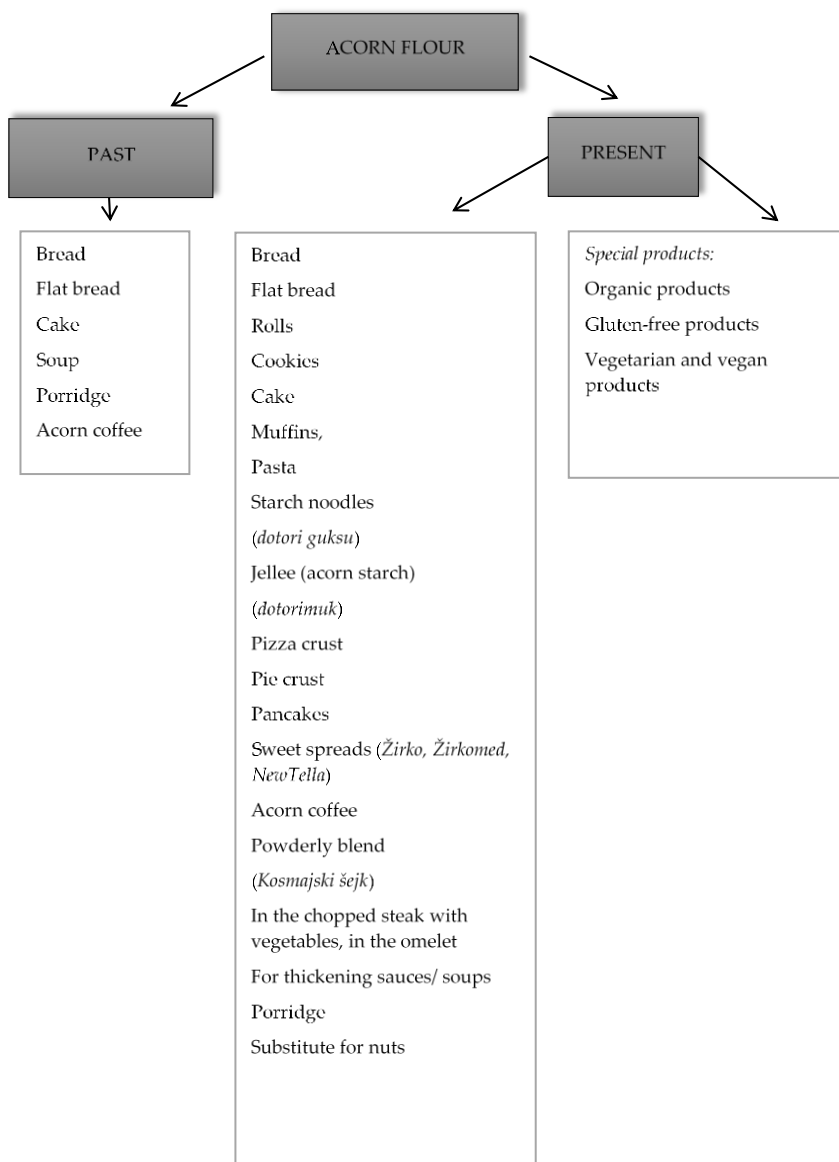 ACORN FLOUR
PAST
PRESENT
Bread
Flat bread
Cake
Soup
Porridge
Acorn coffee
Bread
Flat bread
Rolls
Cookies
Cake
Muffins,
Pasta
Starch noodles
(dotori guksu)
Jellee (acorn starch)
(dotorimuk)
Pizza crust
Pie crust
Pancakes
Sweet spreads (Žirko, Žirkomed,
NewTella)
Acorn coffee
Powderly blend
(Kosmajski šejk)
In the chopped steak with
vegetables, in the omelet
For thickening sauces/ soups
Porridge
Substitute for nuts
Special products:
Organic products
Gluten-free products
Vegetarian and vegan
products